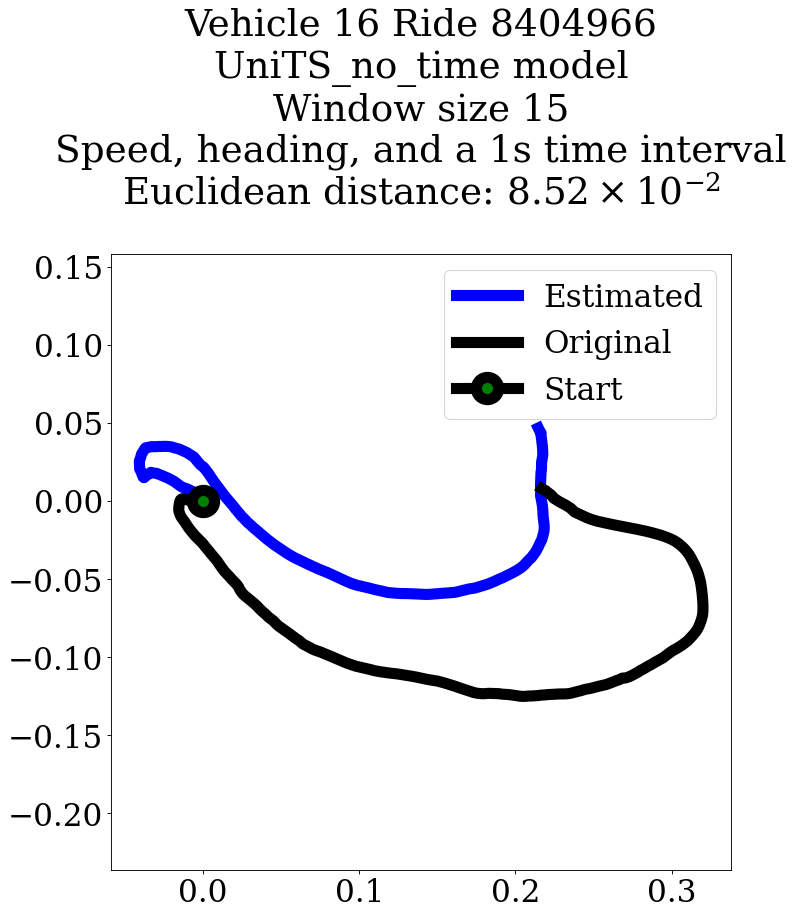 Vehicle 16 Ride 8404966
UniTS_no_time model
Window size 15
Speed, heading, and a 1s time interval
Euclidean distance: 8.52 × 10⁻²
Estimated
Original
Start
0.15
0.10
0.05
0.00
−0.05
−0.10
−0.15
−0.20
0.0 0.1 0.2 0.3